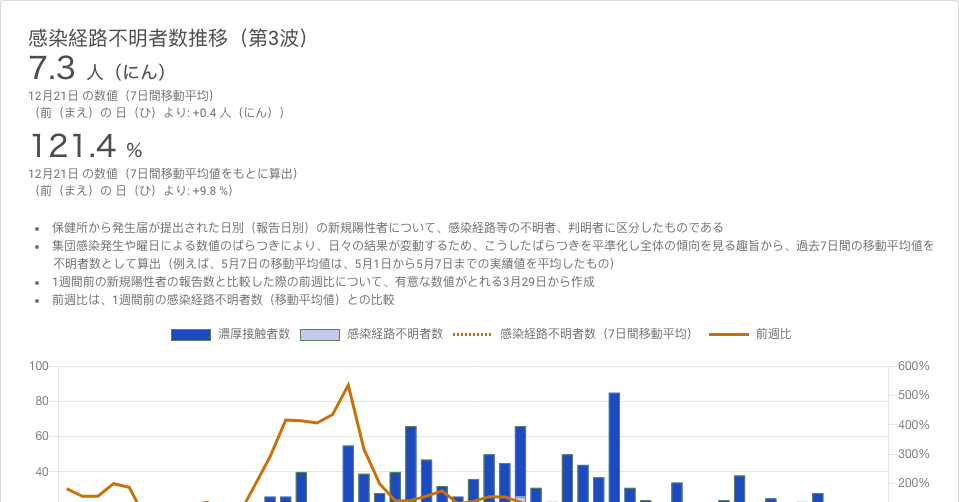 感染経路不明者数推移（第3波）
7.3 人（にん）
12月21日 の数値（7日間移動平均）
（前（まえ）の 日（ひ）より: +0.4 人（にん））
121.4 %
12月21日 の数値（7日間移動平均値をもとに算出）
（前（まえ）の 日（ひ）より: +9.8 %）
• 保健所から発生届が提出された日別（報告日別）の新規陽性者について、感染経路等の不明者、判明者に区分したものである
• 集団感染発生や曜日による数値のばらつきにより、日々の結果が変動するため、こうしたばらつきを平準化し全体の傾向を見る趣旨から、過去7日間の移動平均値を
不明者数として算出（例えば、5月7日の移動平均値は、5月1日から5月7日までの実績値を平均したもの）
• 1週間前の新規陽性者の報告数と比較した際の前週比について、有意な数値がとれる3月29日から作成
• 前週比は、1週間前の感染経路不明者数（移動平均値）との比較
濃厚接触者数 感染経路不明者数 感染経路不明者数（7日間移動平均） 前週比
100 600%
500%
80
400%
60
300%
40
200%